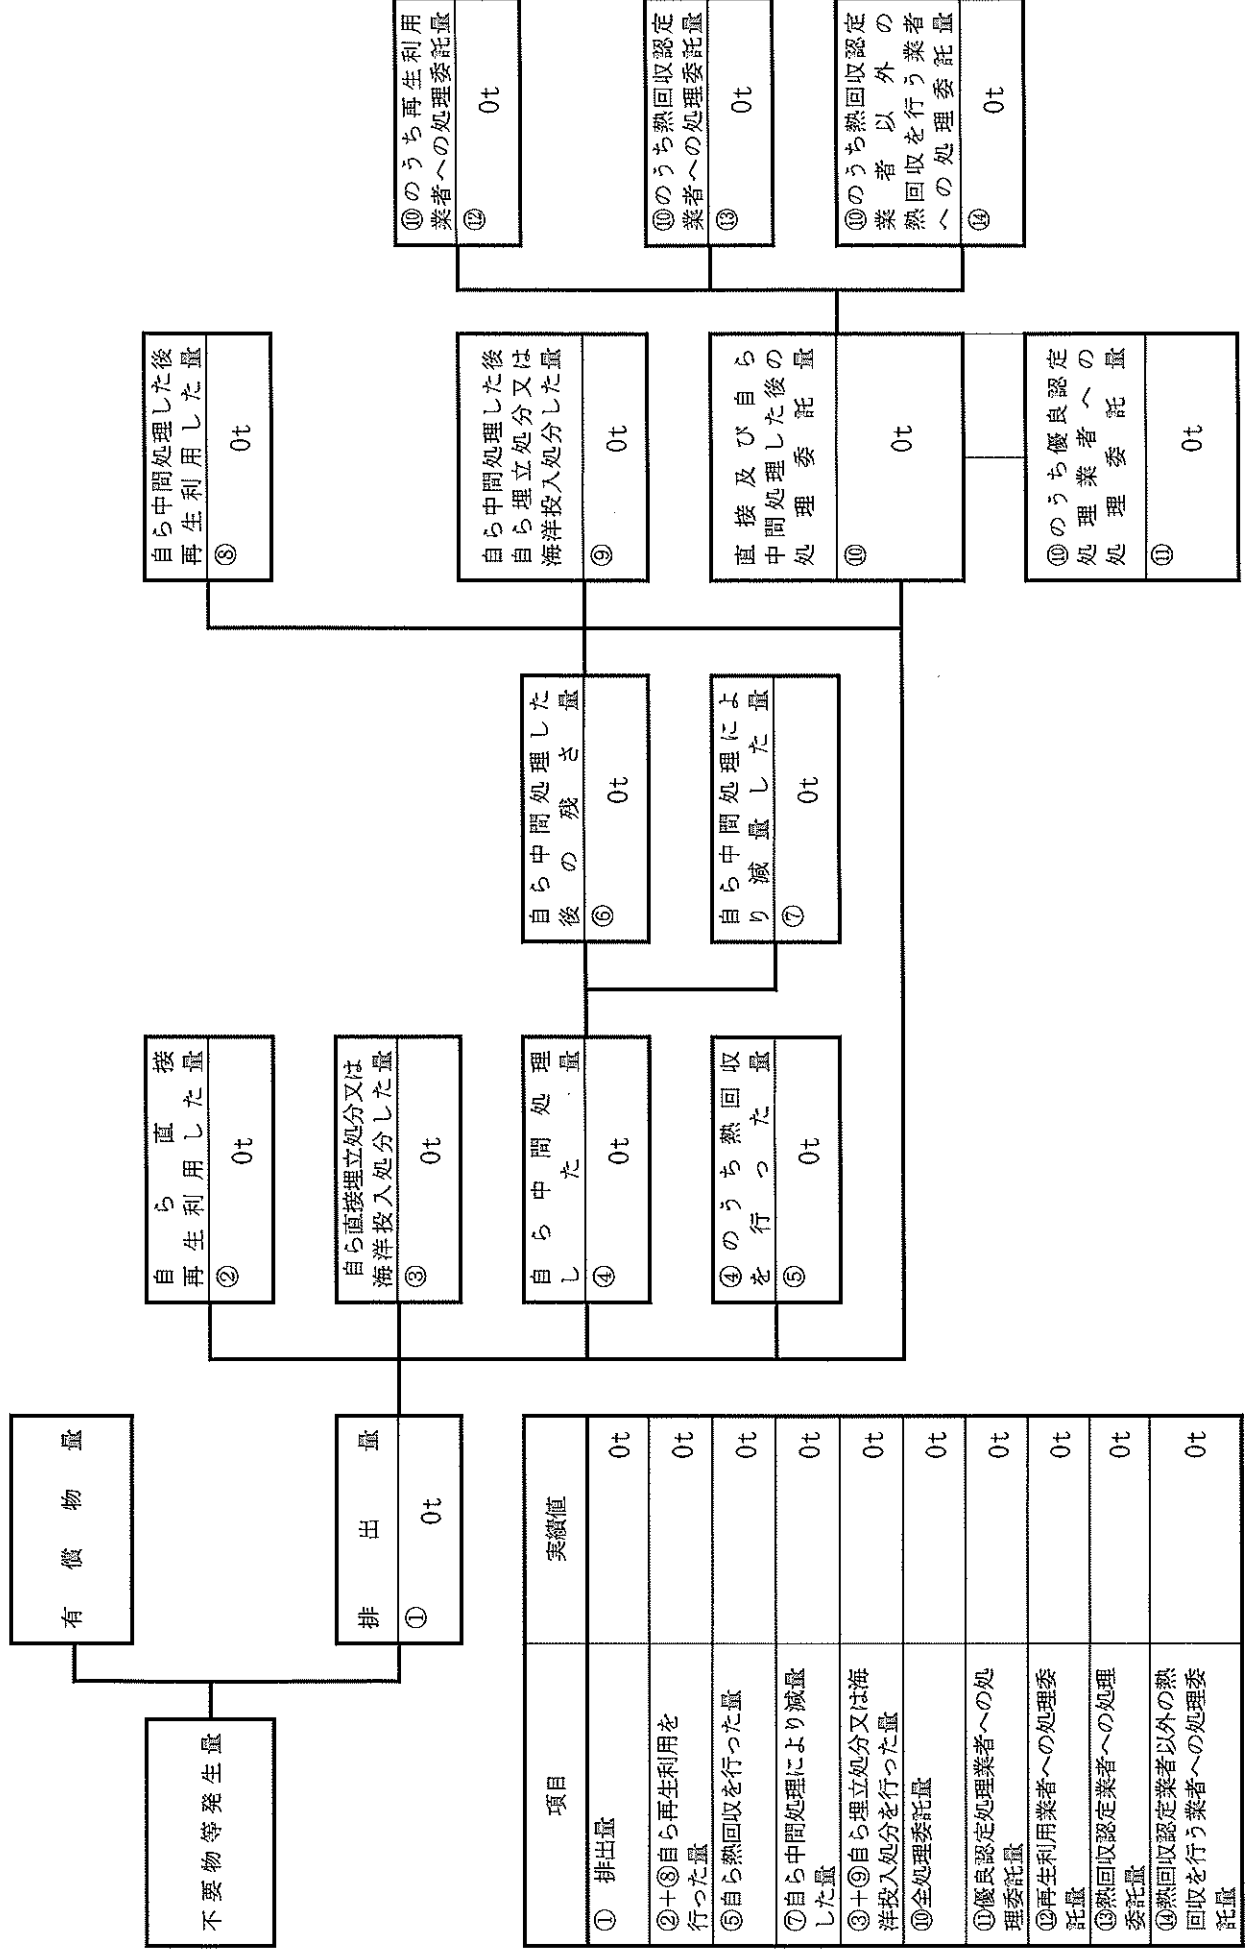 不要物等発生量
有償物量
排出量
① 0t
自ら直接
再生利用した量
② 0t
自ら直接埋立処分又は
海洋投入処分した量
③ 0t
自ら中間処理
した量
④ 0t
④のうち熱回収
を行った量
⑤ 0t
自ら中間処理した
後の残さ量
⑥ 0t
自ら中間処理によ
り減量した量
⑦ 0t
自ら中間処理した後
再生利用した量
⑧ 0t
自ら中間処理した後
自ら埋立処分又は
海洋投入処分した量
⑨ 0t
直接及び自ら
中間処理した後の
処理委託量
⑩ 0t
⑩のうち優良認定
処理業者への
処理委託量
⑪ 0t
⑩のうち再生利用
業者への処理委託量
⑫ 0t
⑩のうち熱回収認定
業者への処理委託量
⑬ 0t
⑩のうち熱回収認定
業者以外の
熱回収を行う業者
への処理委託量
⑭ 0t
項目 実績値
① 排出量 0t
②＋⑧自ら再生利用を
行った量 0t
⑤自ら熱回収を行った量 0t
⑦自ら中間処理により減量
した量 0t
③＋⑨自ら埋立処分又は海
洋投入処分を行った量 0t
⑩全処理委託量 0t
⑪優良認定処理業者への処
理委託量 0t
⑫再生利用業者への処理委
託量 0t
⑬熱回収認定業者への処理
委託量 0t
⑭熱回収認定業者以外の熱
回収を行う業者への処理委
託量 0t